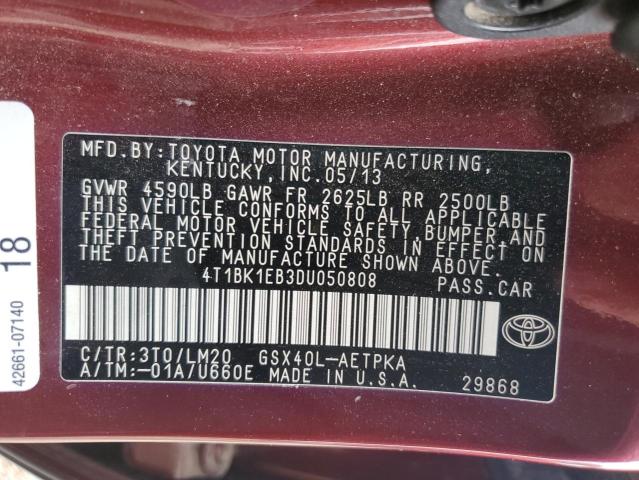 MFD.BY:TOYOTA MOTOR MANUFACTURING,
KENTUCKY,INC.05/13
GVWR 4590LB GAWR FR 2625LB RR 2500LB
THIS VEHICLE CONFORMS TO ALL APPLICABLE
FEDERAL MOTOR VEHICLE SAFETY, BUMPER AND
THEFT PREVENTION STANDARDS IN EFFECT ON
THE DATE OF MANUFACTURE SHOWN ABOVE.
4T1BK1EB3DU050808 PASS.CAR
C/TR:3T0/LM20 GSX40L-AETPKA
A/TM:-01A/U660E MADE IN U.S.A. 29868
42661-07140 18